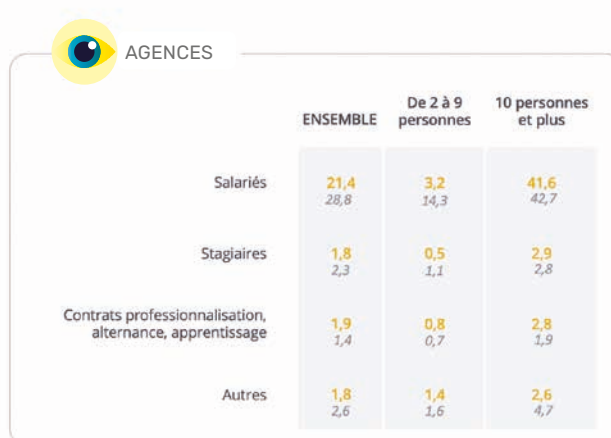 AGENCES
ENSEMBLE De 2 à 9 personnes 10 personnes et plus
Salariés 21,4 3,2 41,6
28,8 14,3 42,7
Stagiaires 1,8 0,5 2,9
2,3 1,1 2,8
Contrats professionnalisation,
alternance, apprentissage 1,9 0,8 2,8
1,4 0,7 1,9
Autres 1,8 1,4 2,6
2,6 1,6 4,7